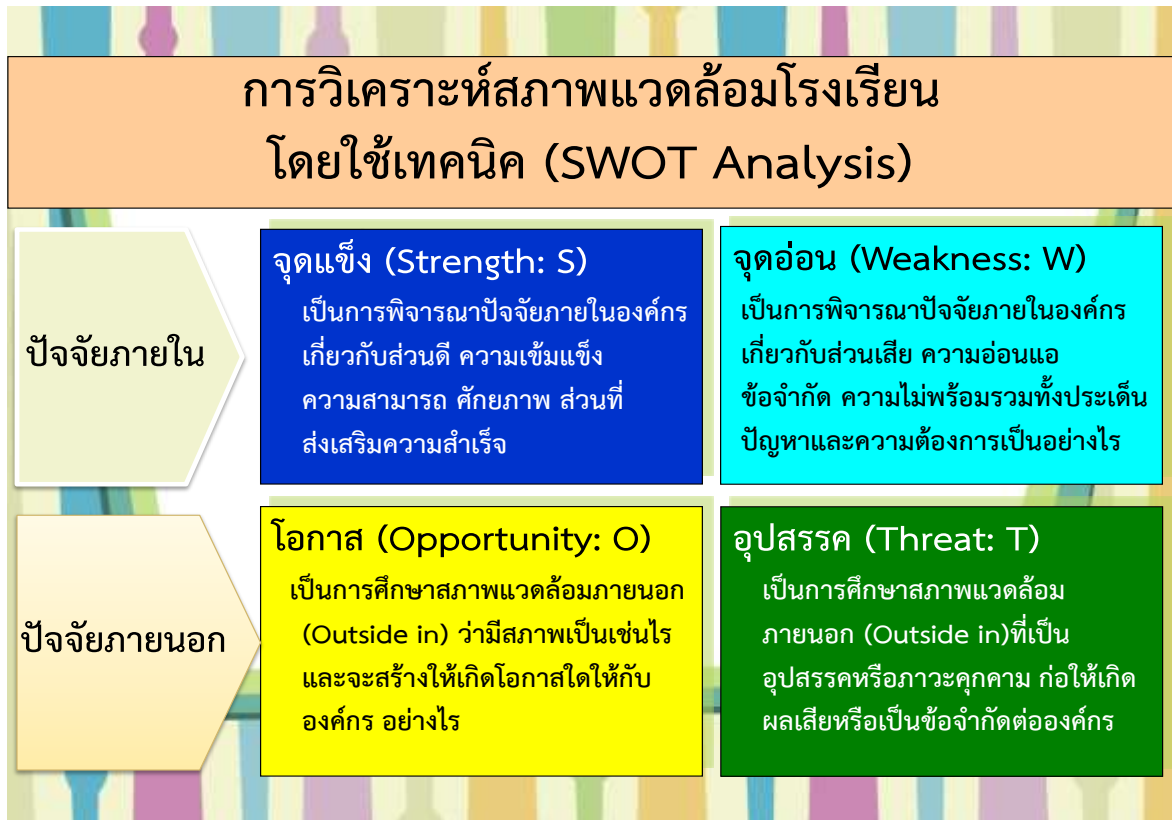 การวิเคราะห์สภาพแวดล้อมโรงเรียน
โดยใช้เทคนิค (SWOT Analysis)
ปัจจัยภายใน
จุดแข็ง (Strength: S)
เป็นการพิจารณาปัจจัยภายในองค์กร
เกี่ยวกับส่วนดี ความเข้มแข็ง
ความสามารถ ศักยภาพ ส่วนที่
ส่งเสริมความสำเร็จ
จุดอ่อน (Weakness: W)
เป็นการพิจารณาปัจจัยภายในองค์กร
เกี่ยวกับส่วนเสีย ความอ่อนแอ
ข้อจำกัด ความไม่พร้อมรวมทั้งประเด็น
ปัญหาและความต้องการเป็นอย่างไร
ปัจจัยภายนอก
โอกาส (Opportunity: O)
เป็นการศึกษาสภาพแวดล้อมภายนอก
(Outside in) ว่ามีสภาพเป็นเช่นไร
และจะสร้างให้เกิดโอกาสใดให้กับ
องค์กร อย่างไร
อุปสรรค (Threat: T)
เป็นการศึกษาสภาพแวดล้อม
ภายนอก (Outside in)ที่เป็น
อุปสรรคหรือภาวะคุกคาม ก่อให้เกิด
ผลเสียหรือเป็นข้อจำกัดต่อองค์กร